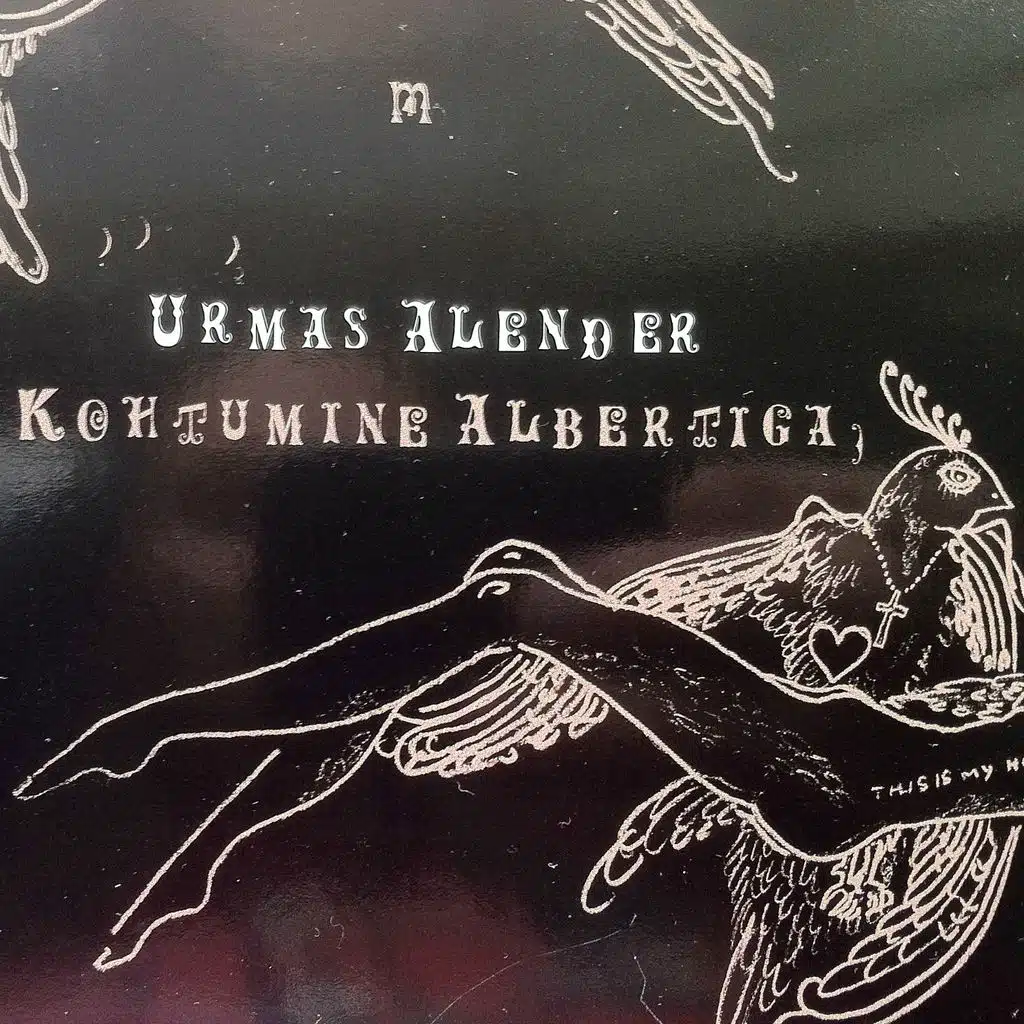 m
URMAS ALENDER
KOHTUMINE ALBERTIGA,
THIS IS MY